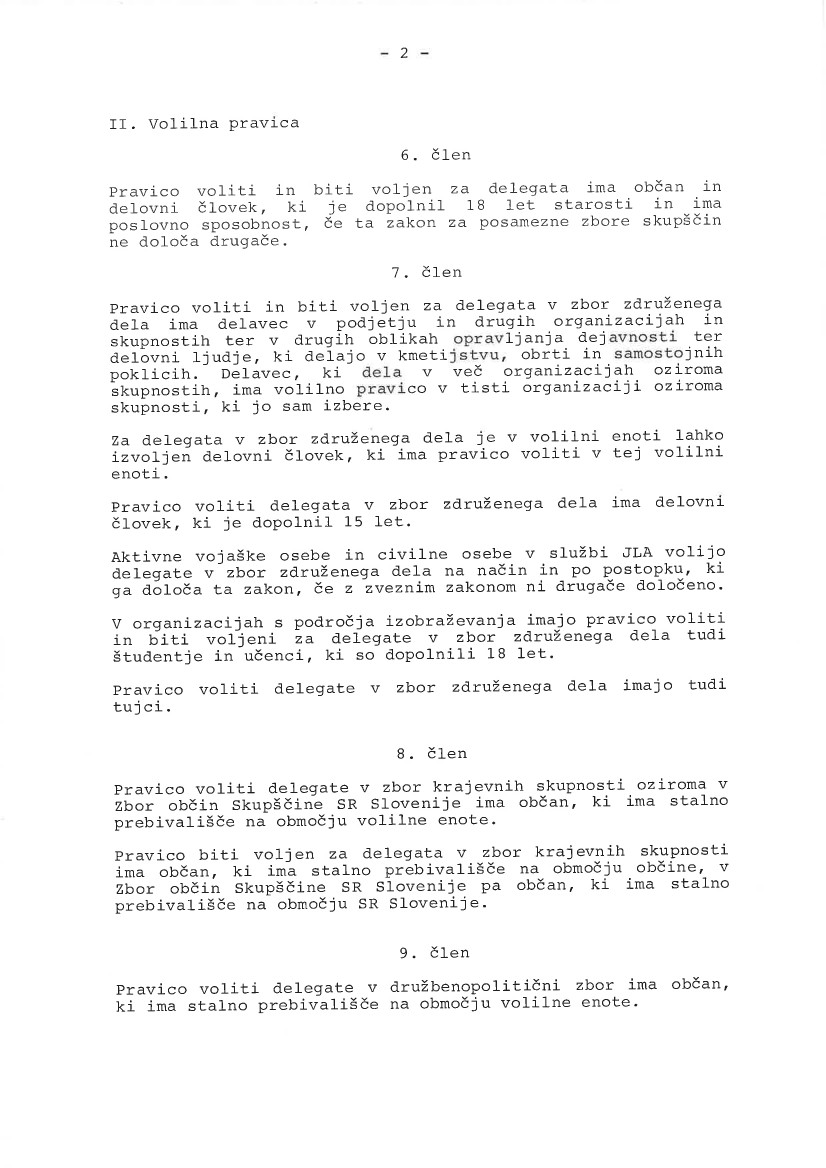 - 2 -
II. Volilna pravica
6. člen
Pravico voliti in biti voljen za delegata ima občan in
delovni človek, ki je dopolnil 18 let starosti in ima
poslovno sposobnost, če ta zakon za posamezne zbore skupščin
ne določa drugače.
7. člen
Pravico voliti in biti voljen za delegata v zbor združenega
dela ima delavec v podjetju in drugih organizacijah in
skupnostih ter v drugih oblikah opravljanja dejavnosti ter
delovni ljudje, ki delajo v kmetijstvu, obrti in samostojnih
poklicih. Delavec, ki dela v več organizacijah oziroma
skupnostih, ima volilno pravico v tisti organizaciji oziroma
skupnosti, ki jo sam izbere.
Za delegata v zbor združenega dela je v volilni enoti lahko
izvoljen delovni človek, ki ima pravico voliti v tej volilni
enoti.
Pravico voliti delegata v zbor združenega dela ima delovni
človek, ki je dopolnil 15 let.
Aktivne vojaške osebe in civilne osebe v službi JLA volijo
delegate v zbor združenega dela na način in po postopku, ki
ga določa ta zakon, če z zveznim zakonom ni drugače določeno.
V organizacijah s področja izobraževanja imajo pravico voliti
in biti voljeni za delegate v zbor združenega dela tudi
študentje in učenci, ki so dopolnili 18 let.
Pravico voliti delegate v zbor združenega dela imajo tudi
tujci.
8. člen
Pravico voliti delegate v zbor krajevnih skupnosti oziroma v
Zbor občin Skupščine SR Slovenije ima občan, ki ima stalno
prebivališče na območju volilne enote.
Pravico biti voljen za delegata v zbor krajevnih skupnosti
ima občan, ki ima stalno prebivališče na območju občine, v
Zbor občin Skupščine SR Slovenije pa občan, ki ima stalno
prebivališče na območju SR Slovenije.
9. člen
Pravico voliti delegate v družbenopolitični zbor ima občan,
ki ima stalno prebivališče na območju volilne enote.